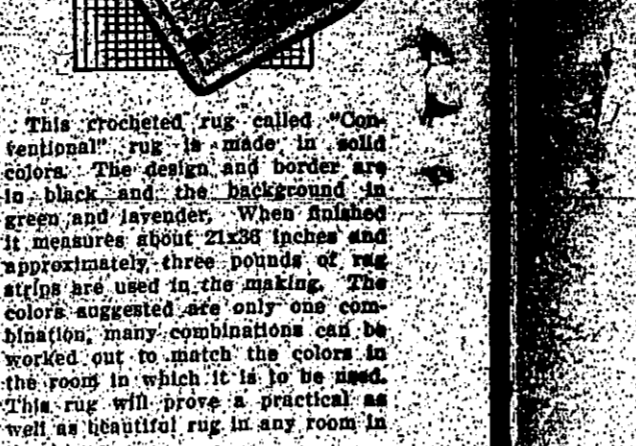 This crocheted rug called "Con-
ventional" rug is made in solid
colors. The design and border are
in black and the background in
green and lavender. When finished
it measures about 21x36 inches and
approximately three pounds of rag
strips are used in the making. The
colors suggested are only one com-
bination, many combinations can be
worked out to match the colors in
the room in which it is to be used.
This rug will prove a practical as
well as beautiful rug in any room in